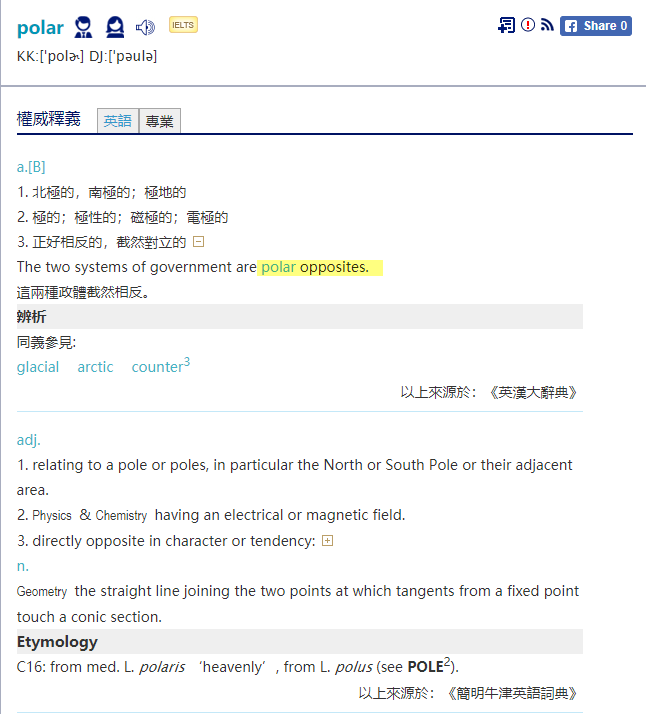 polar IELTS Share 0
KK:[ˋpolɚ] DJ:[ˋpəulə]
權威釋義 英語 專業
a.[B]
1. 北極的，南極的；極地的
2. 極的；極性的；磁極的；電極的
3. 正好相反的，截然對立的
The two systems of government are polar opposites.
這兩種政體截然相反。
辨析
同義參見:
glacial arctic counter3
以上來源於：《英漢大辭典》
adj.
1. relating to a pole or poles, in particular the North or South Pole or their adjacent
area.
2. Physics & Chemistry having an electrical or magnetic field.
3. directly opposite in character or tendency:
n.
Geometry the straight line joining the two points at which tangents from a fixed point
touch a conic section.
Etymology
C16: from med. L. polaris ‘heavenly’, from L. polus (see POLE2).
以上來源於：《簡明牛津英語詞典》